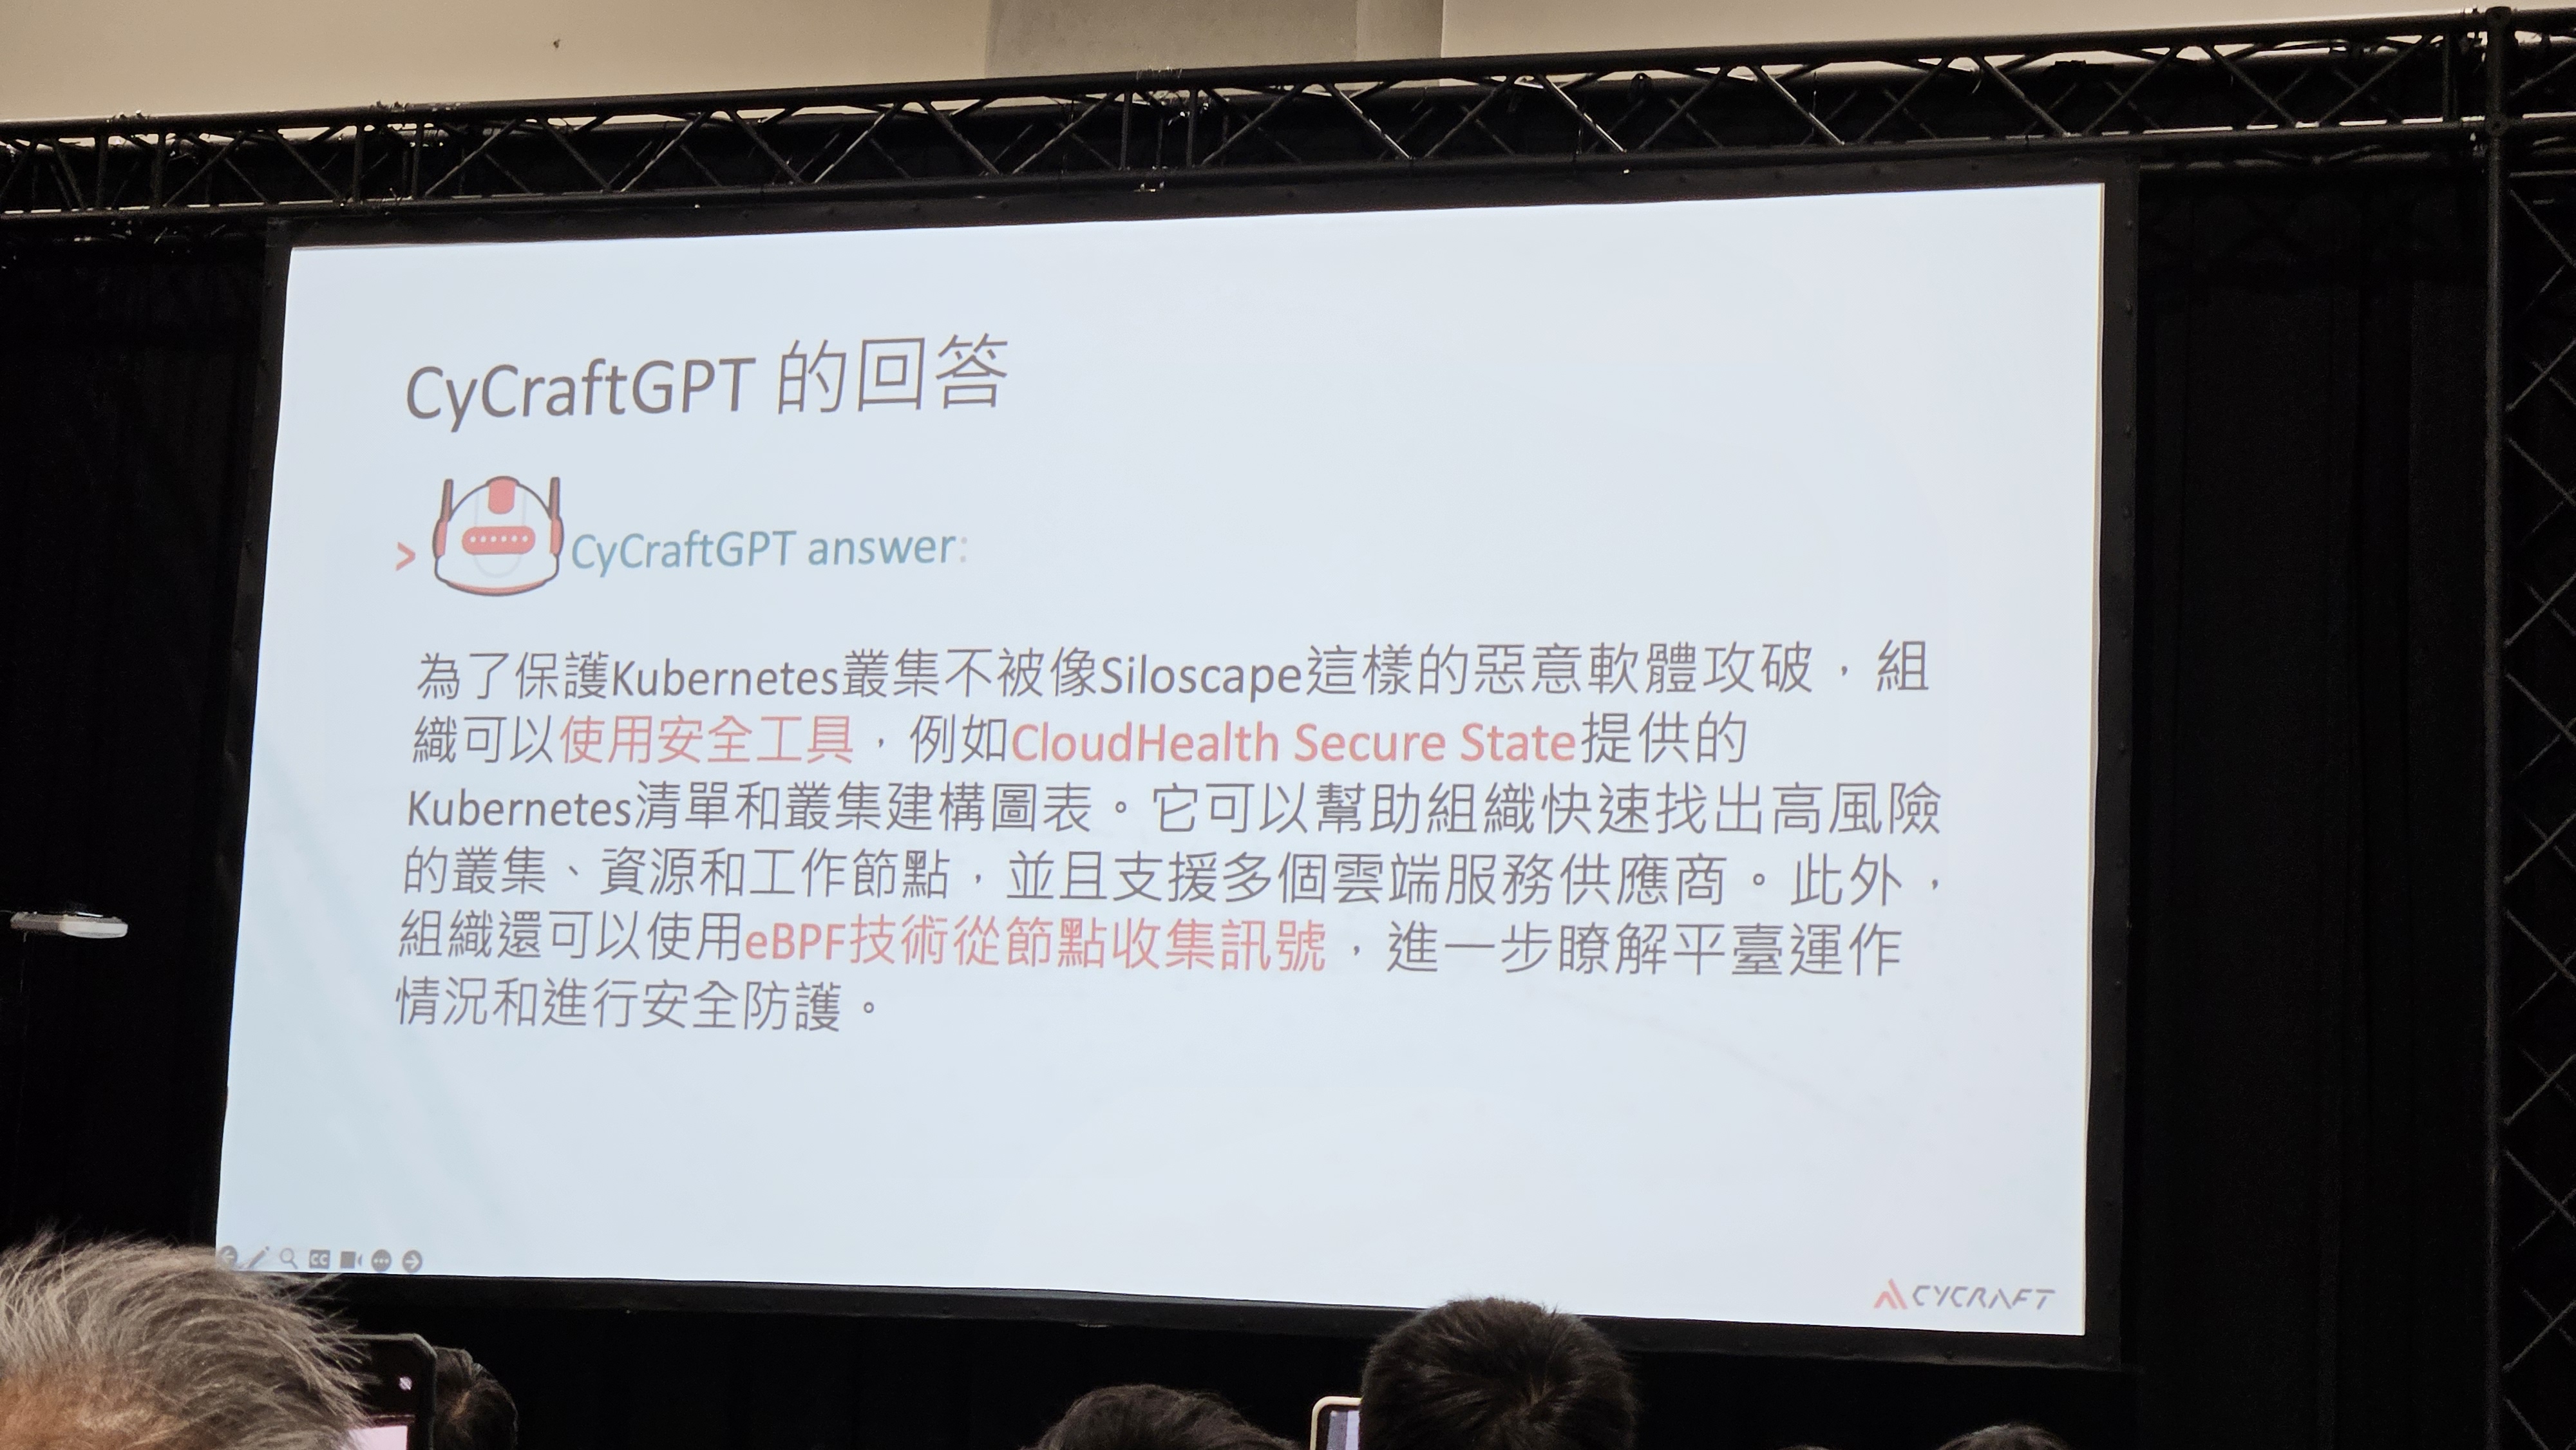 CyCraftGPT 的回答
> CyCraftGPT answer:
為了保護Kubernetes叢集不被像Siloscape這樣的惡意軟體攻破，組
織可以使用安全工具，例如CloudHealth Secure State提供的
Kubernetes清單和叢集建構圖表。它可以幫助組織快速找出高風險
的叢集、資源和工作節點，並且支援多個雲端服務供應商。此外，
組織還可以使用eBPF技術從節點收集訊號，進一步瞭解平臺運作
情況和進行安全防護。
CC
CYCRAFT